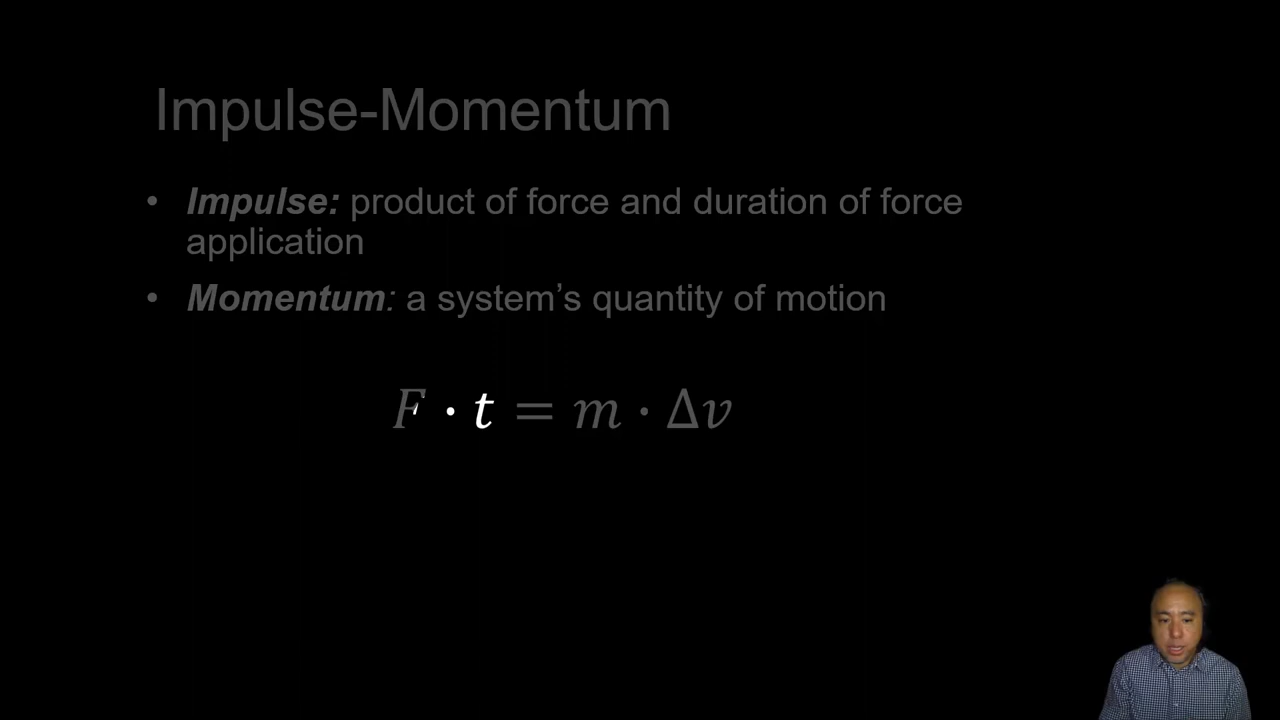 Impulse-Momentum
• Impulse: product of force and duration of force
application
• Momentum: a system’s quantity of motion
F · t = m · Δv